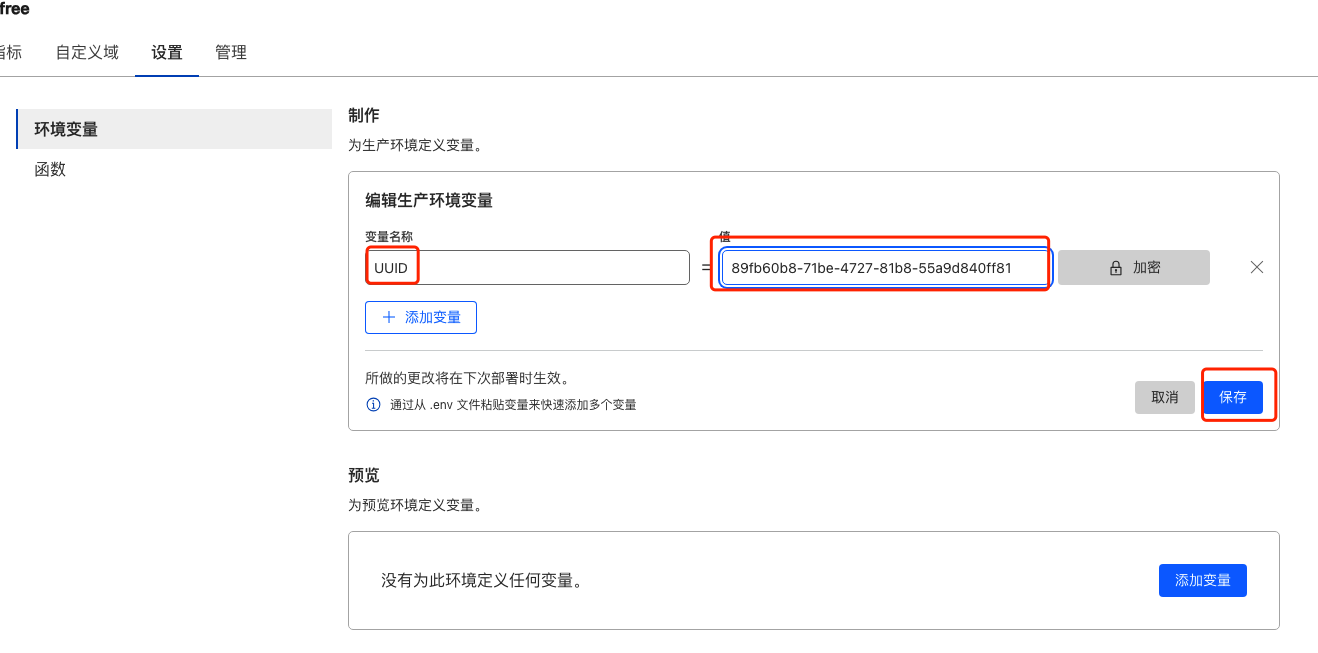 free
指标 自定义域 设置 管理
环境变量
函数
制作
为生产环境定义变量。
编辑生产环境变量
变量名称 值
UUID = 89fb60b8-71be-4727-81b8-55a9d840ff81 加密
添加变量
所做的更改将在下次部署时生效。
通过从 .env 文件粘贴变量来快速添加多个变量
取消 保存
预览
为预览环境定义变量。
没有为此环境定义任何变量。 添加变量